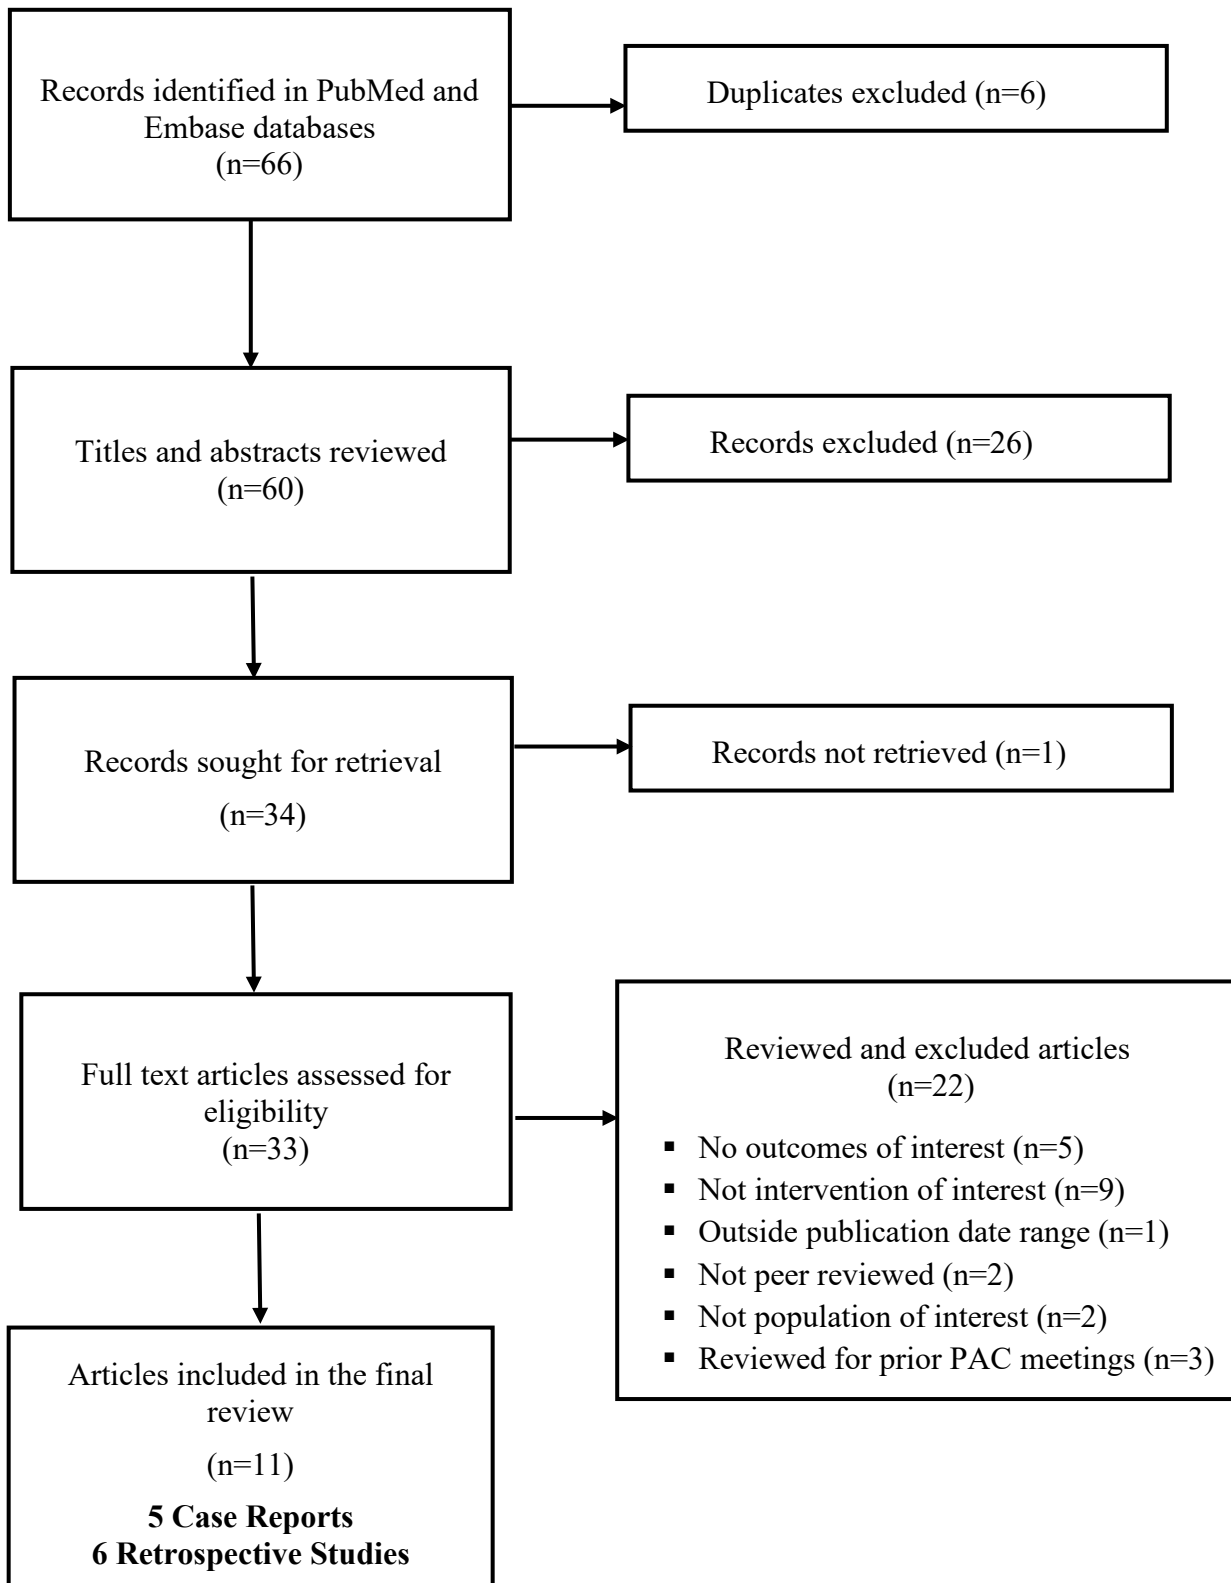 Records identified in PubMed and
Embase databases
(n=66)
Duplicates excluded (n=6)
Titles and abstracts reviewed
(n=60)
Records excluded (n=26)
Records sought for retrieval
(n=34)
Records not retrieved (n=1)
Full text articles assessed for
eligibility
(n=33)
Reviewed and excluded articles
(n=22)
▪ No outcomes of interest (n=5)
▪ Not intervention of interest (n=9)
▪ Outside publication date range (n=1)
▪ Not peer reviewed (n=2)
▪ Not population of interest (n=2)
▪ Reviewed for prior PAC meetings (n=3)
Articles included in the final
review
(n=11)
5 Case Reports
6 Retrospective Studies